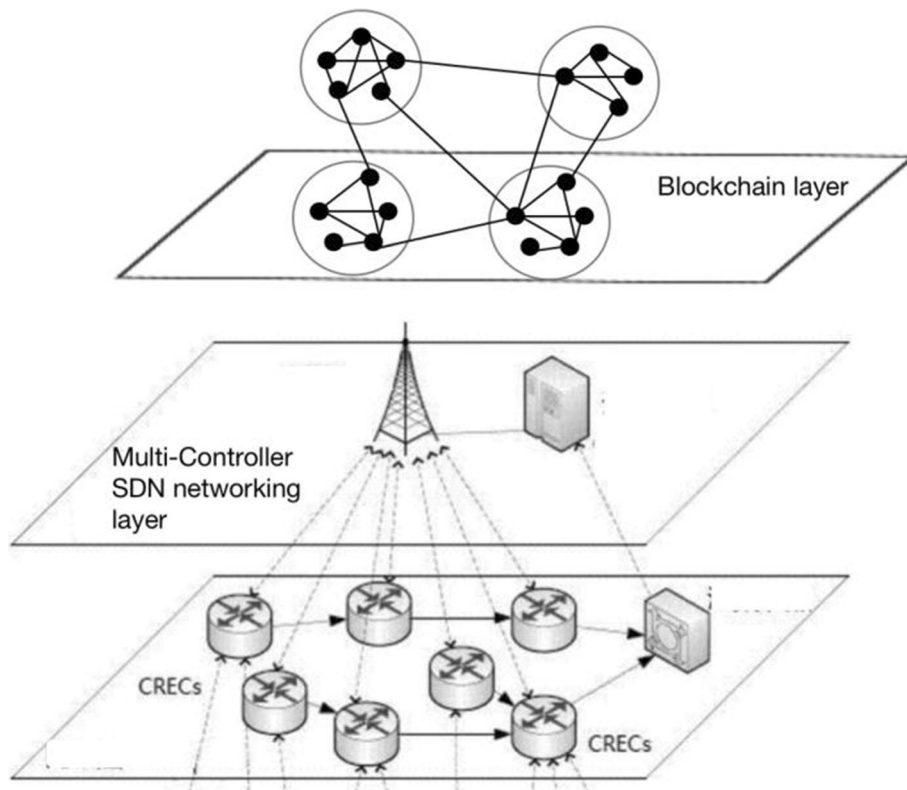 Blockchain layer
Multi-Controller
SDN networking
layer
CRECs
CRECs